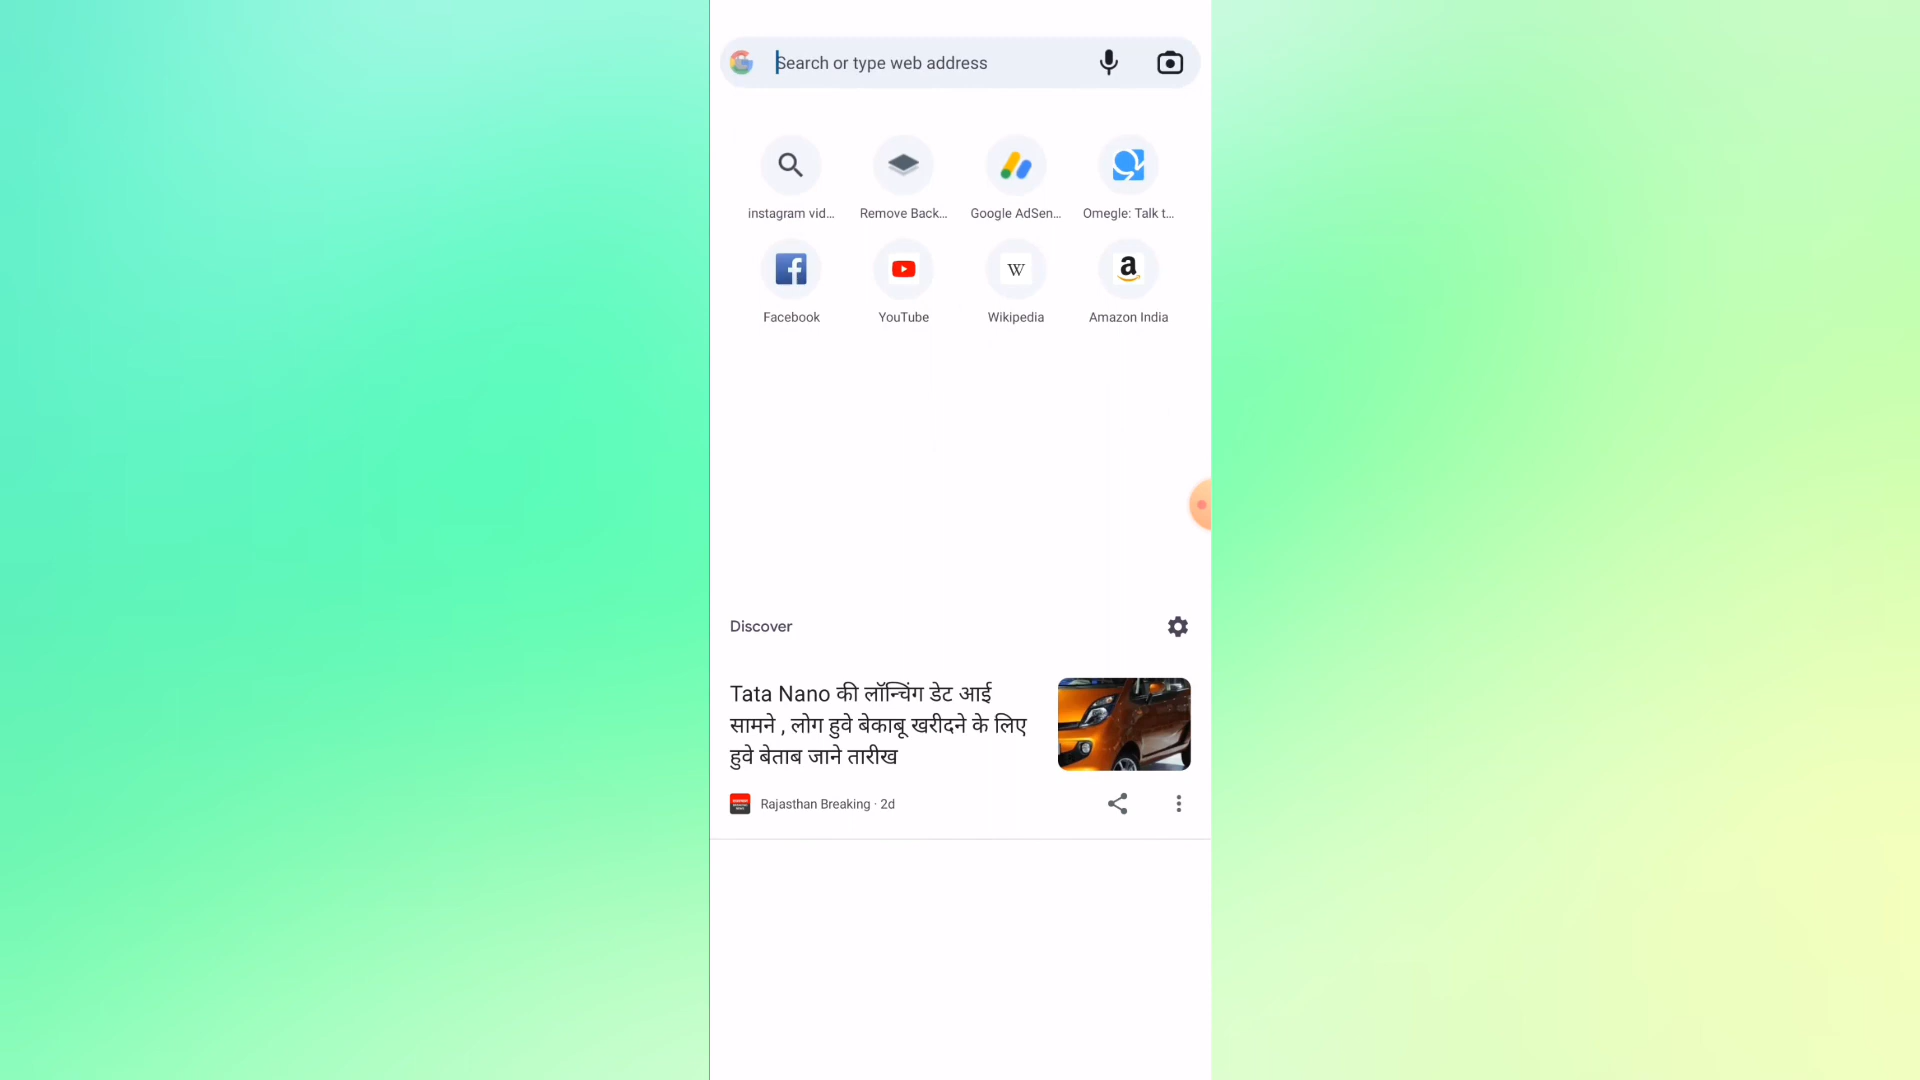 Search or type web address
instagram vid...
Remove Back...
Google AdSen...
Omegle: Talk t...
Facebook
YouTube
W
Wikipedia
a
Amazon India
Discover
Tata Nano की लॉन्चिंग डेट आई
सामने , लोग हुवे बेकाबू खरीदने के लिए
हुवे बेताब जाने तारीख
Rajasthan Breaking · 2d